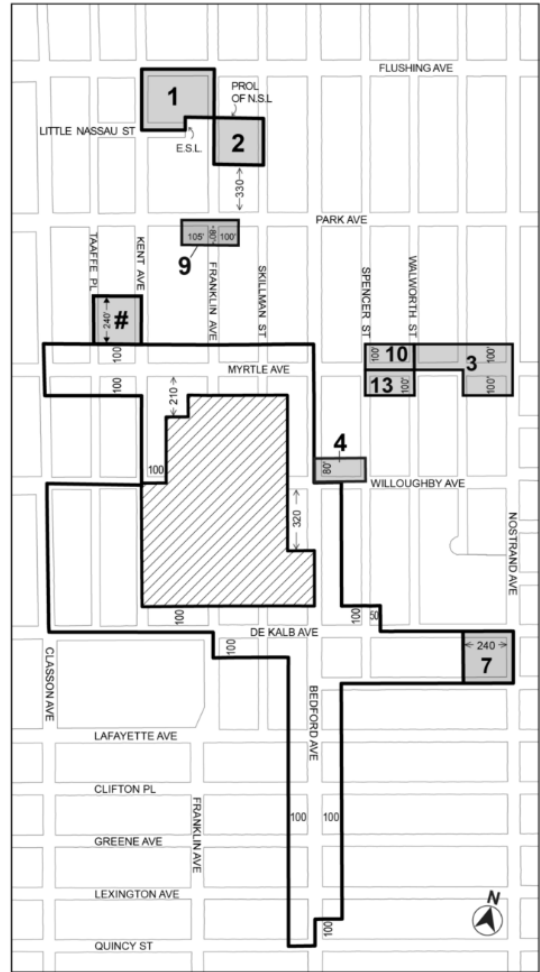 FLUSHING AVE
1
PROL
OF N.S.L
LITTLE NASSAU ST
E.S.L.
2
330
PARK AVE
105'
80'
100'
9
TAAFFE PL
KENT AVE
FRANKLIN AVE
SKILLMAN ST
SPENCER ST
WALWORTH ST
240'
#
100
100'
10
100'
3
MYRTLE AVE
100
210
13
100'
100'
4
80'
100
WILLOUGHBY AVE
320
NOSTRAND AVE
100
100
50
DE KALB AVE
100
240
7
CLASSON AVE
BEDFORD AVE
LAFAYETTE AVE
CLIFTON PL
FRANKLIN AVE
100
100
GREENE AVE
LEXINGTON AVE
100
N
QUINCY ST